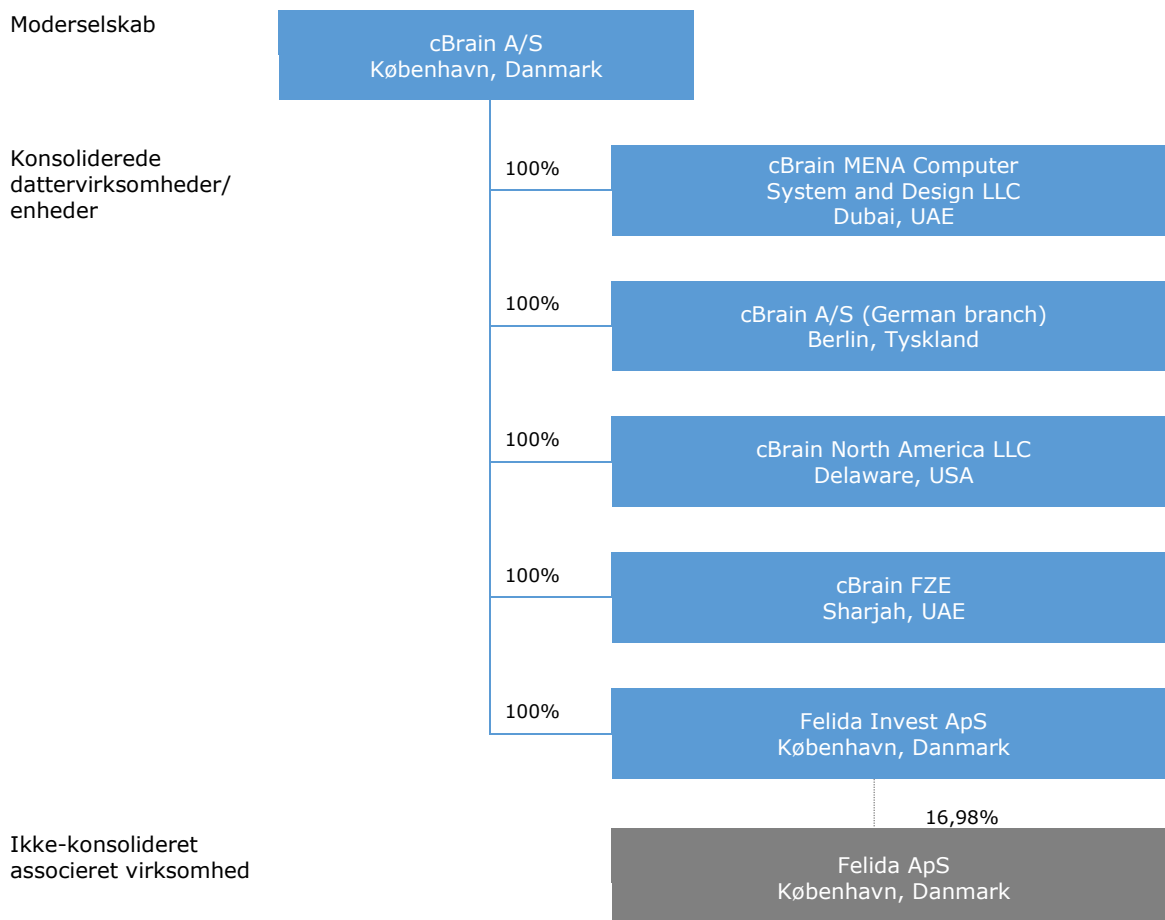 Moderselskab
cBrain A/S
København, Danmark
Konsoliderede
dattervirksomheder/
enheder
100%
cBrain MENA Computer
System and Design LLC
Dubai, UAE
100%
cBrain A/S (German branch)
Berlin, Tyskland
100%
cBrain North America LLC
Delaware, USA
100%
cBrain FZE
Sharjah, UAE
100%
Felida Invest ApS
København, Danmark
16,98%
Ikke-konsolideret
associeret virksomhed
Felida ApS
København, Danmark